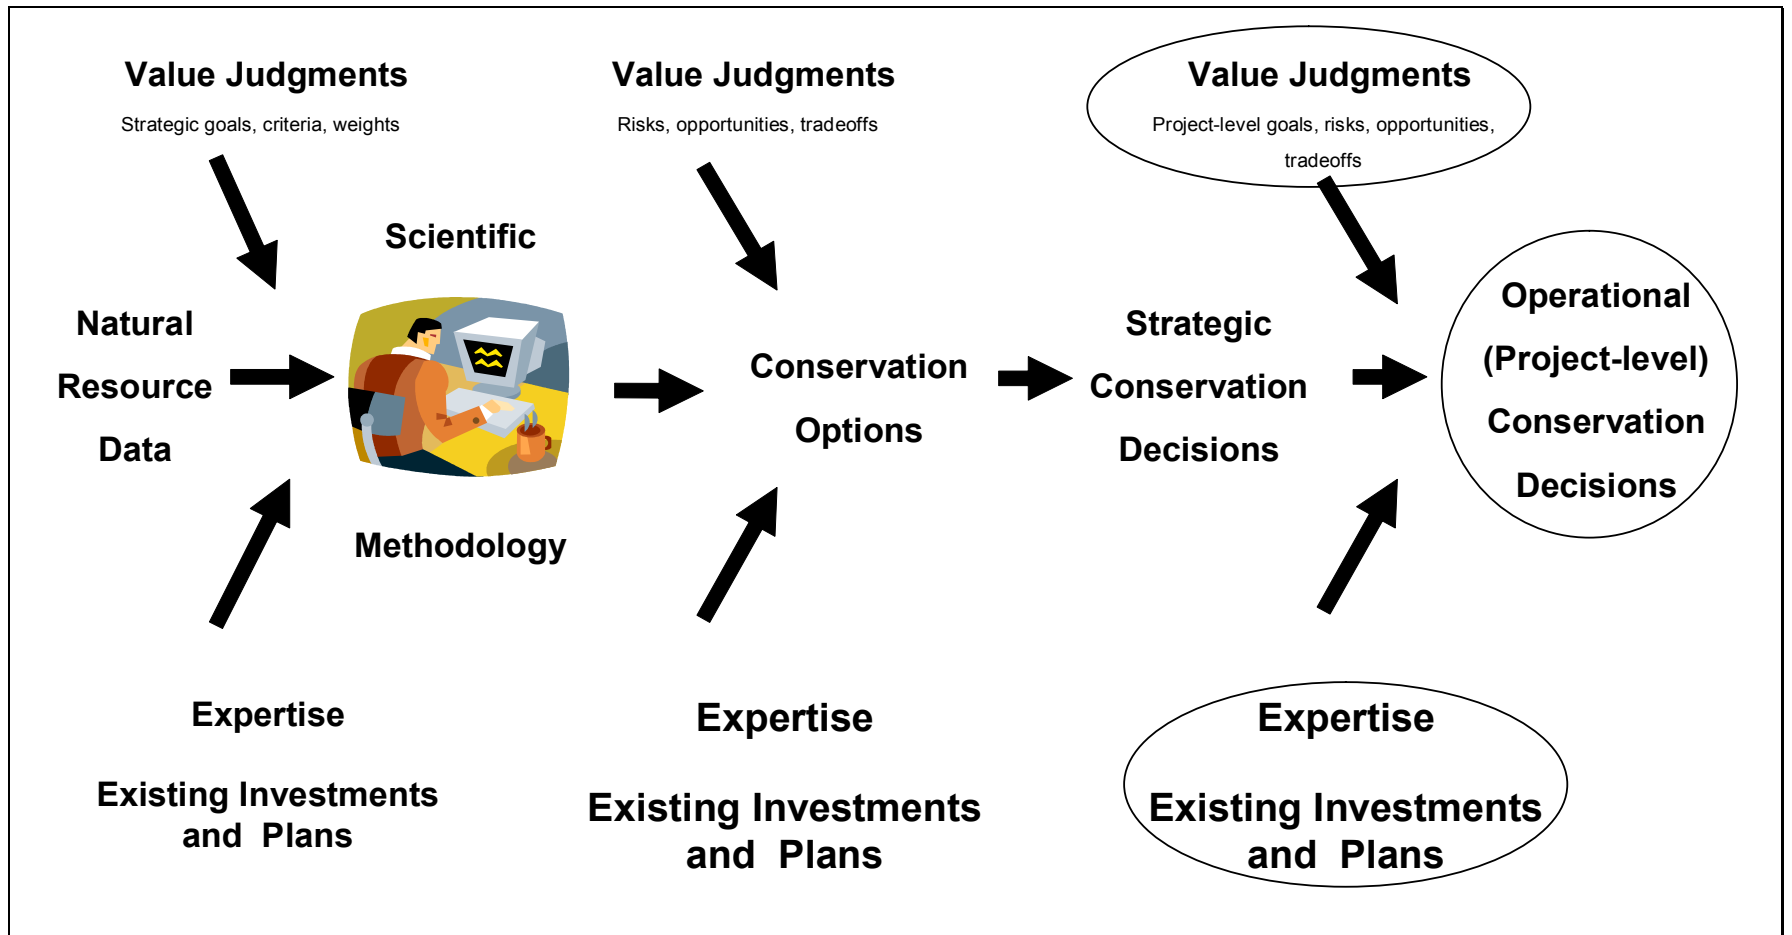 Value Judgments
Strategic goals, criteria, weights
Value Judgments
Risks, opportunities, tradeoffs
Value Judgments
Project-level goals, risks, opportunities,
tradeoffs
Natural
Resource
Data
Scientific
Methodology
Conservation
Options
Strategic
Conservation
Decisions
Operational
(Project-level)
Conservation
Decisions
Expertise
Existing Investments
and Plans
Expertise
Existing Investments
and Plans
Expertise
Existing Investments
and Plans